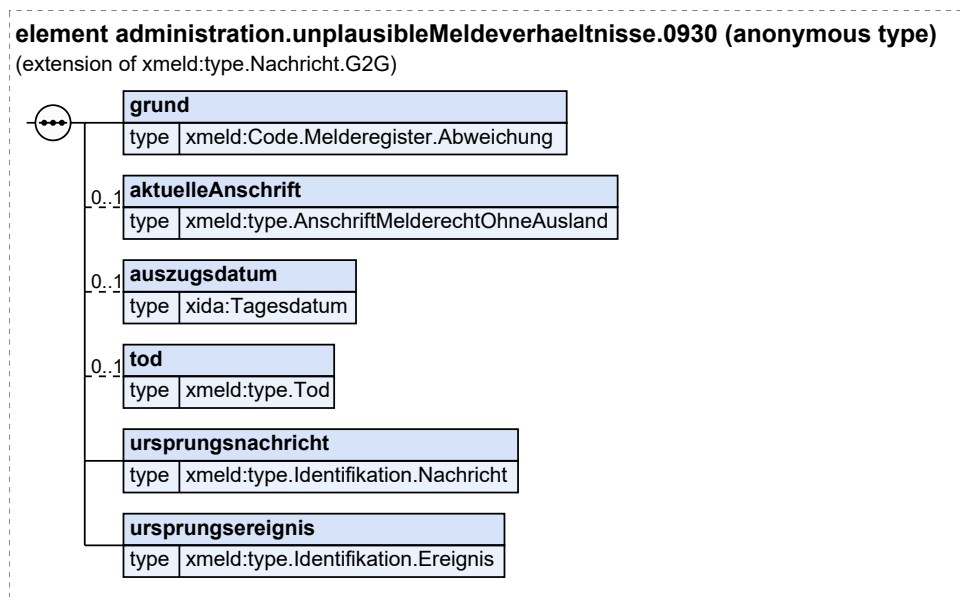 element administration.unplausibleMeldeverhaeltnisse.0930 (anonymous type)
(extension of xmeld:type.Nachricht.G2G)
grund
type xmeld:Code.Melderegister.Abweichung
0..1 aktuelleAnschrift
type xmeld:type.AnschriftMelderechtOhneAusland
0..1 auszugsdatum
type xida:Tagesdatum
0..1 tod
type xmeld:type.Tod
ursprungsnachricht
type xmeld:type.Identifikation.Nachricht
ursprungsereignis
type xmeld:type.Identifikation.Ereignis